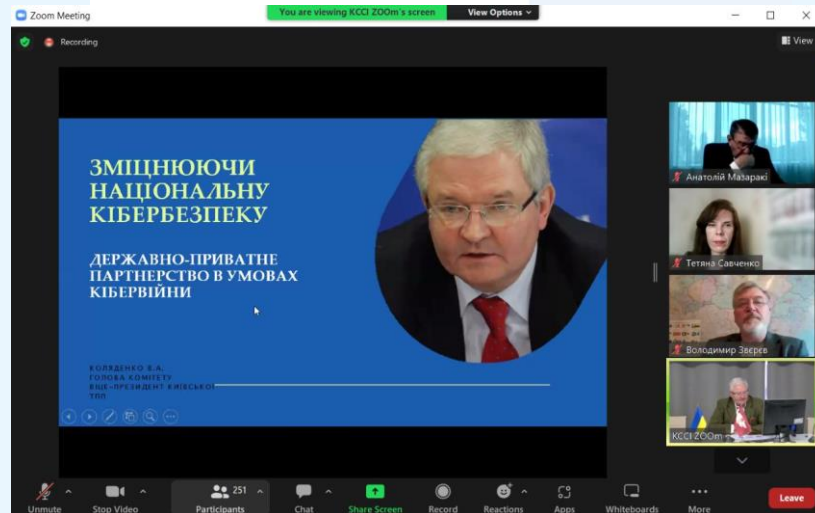 Zoom Meeting
You are viewing KCCI ZOOm's screen
View Options
Recording
View
ЗМІЦНЮЮЧИ
НАЦІОНАЛЬНУ
КІБЕРБЕЗПЕКУ
ДЕРЖАВНО-ПРИВАТНЕ
ПАРТНЕРСТВО В УМОВАХ
КІБЕРВІЙНИ
КОЛЯДЕНКО В.А.
ГОЛОВА КОМІТЕТУ
ВІЦЕ-ПРЕЗИДЕНТ КИЇВСЬКОЇ
ТПП
Анатолій Мазаракі
Тетяна Савченко
Володимир Звєрєв
KCCI ZOOm
Unmute
Stop Video
251
Participants
Chat
Share Screen
Record
Reactions
Apps
Whiteboards
More
Leave